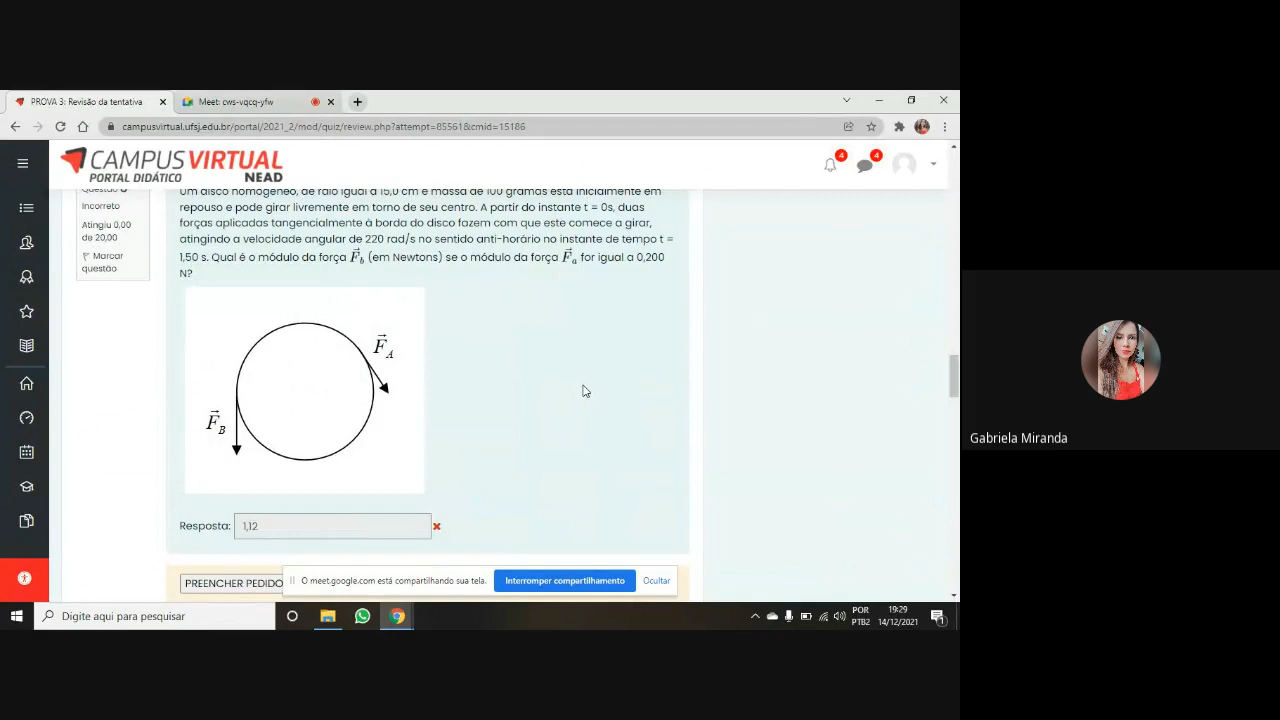 PROVA 3: Revisão da tentativa
Meet: cws-vqcq-yfw
campusvirtual.ufsj.edu.br/portal/2021_2/mod/quiz/review.php?attempt=85561&cmid=15186
CAMPUS VIRTUAL
PORTAL DIDÁTICO NEAD
4
4
Questão
Incorreto
Atingiu 0,00
de 20,00
Marcar
questão
Um disco homogêneo, de raio igual a 15,0 cm e massa de 100 gramas está inicialmente em
repouso e pode girar livremente em torno de seu centro. A partir do instante t = 0s, duas
forças aplicadas tangencialmente à borda do disco fazem com que este comece a girar,
atingindo a velocidade angular de 220 rad/s no sentido anti-horário no instante de tempo t =
1,50 s. Qual é o módulo da força F⃗b (em Newtons) se o módulo da força F⃗a for igual a 0,200
N?
F⃗A
F⃗B
Resposta: 1,12
PREENCHER PEDIDO
O meet.google.com está compartilhando sua tela.
Interromper compartilhamento
Ocultar
Digite aqui para pesquisar
POR
PTB2
19:29
14/12/2021
1
Gabriela Miranda